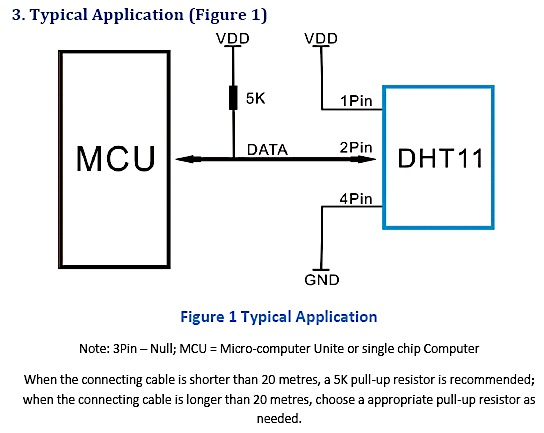 3. Typical Application (Figure 1)
VDD
VDD
5K
1Pin
MCU
DATA
2Pin
DHT11
4Pin
GND
Figure 1 Typical Application
Note: 3Pin – Null; MCU = Micro-computer Unite or single chip Computer
When the connecting cable is shorter than 20 metres, a 5K pull-up resistor is recommended;
when the connecting cable is longer than 20 metres, choose a appropriate pull-up resistor as
needed.